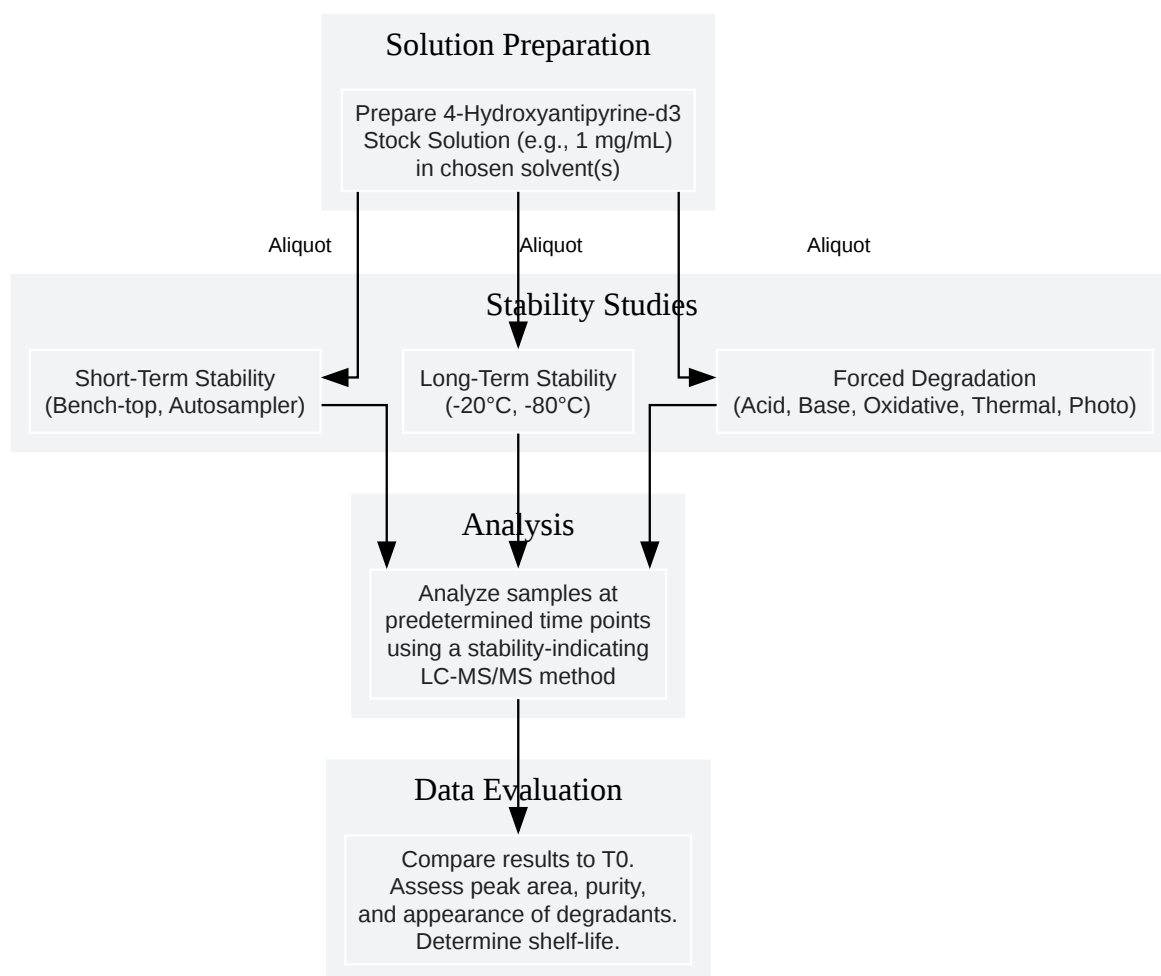 Solution Preparation
Prepare 4-Hydroxyantipyrine-d3
Stock Solution (e.g., 1 mg/mL)
in chosen solvent(s)
Aliquot
Aliquot
Aliquot
Stability Studies
Short-Term Stability
(Bench-top, Autosampler)
Long-Term Stability
(-20°C, -80°C)
Forced Degradation
(Acid, Base, Oxidative, Thermal, Photo)
Analysis
Analyze samples at
predetermined time points
using a stability-indicating
LC-MS/MS method
Data Evaluation
Compare results to T0.
Assess peak area, purity,
and appearance of degradants.
Determine shelf-life.